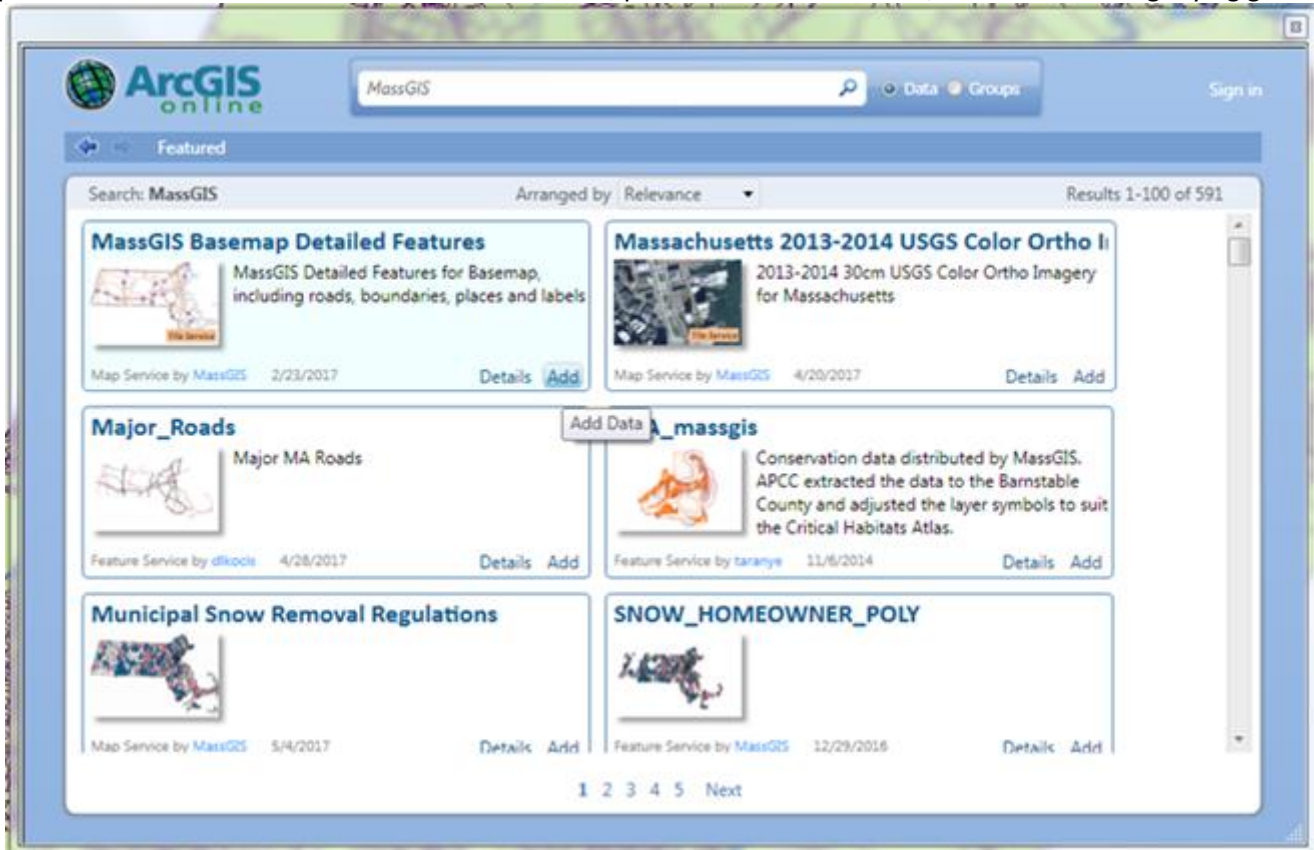 ArcGIS
online
MassGIS
Data Groups
Sign in
Featured
Search: MassGIS
Arranged by Relevance
Results 1-100 of 591
MassGIS Basemap Detailed Features
MassGIS Detailed Features for Basemap,
including roads, boundaries, places and labels
Tile Service
Map Service by MassGIS 2/23/2017
Details Add
Massachusetts 2013-2014 USGS Color Ortho
2013-2014 30cm USGS Color Ortho Imagery
for Massachusetts
Tile Service
Map Service by MassGIS 4/20/2017
Details Add
Add Data
Major_Roads
Major MA Roads
Feature Service by dlkocis 4/28/2017
Details Add
A_massgis
Conservation data distributed by MassGIS.
APCC extracted the data to the Barnstable
County and adjusted the layer symbols to suit
the Critical Habitats Atlas.
Feature Service by taranye 11/6/2014
Details Add
Municipal Snow Removal Regulations
Map Service by MassGIS 5/4/2017
Details Add
SNOW_HOMEOWNER_POLY
Feature Service by MassGIS 12/29/2016
Details Add
1 2 3 4 5 Next